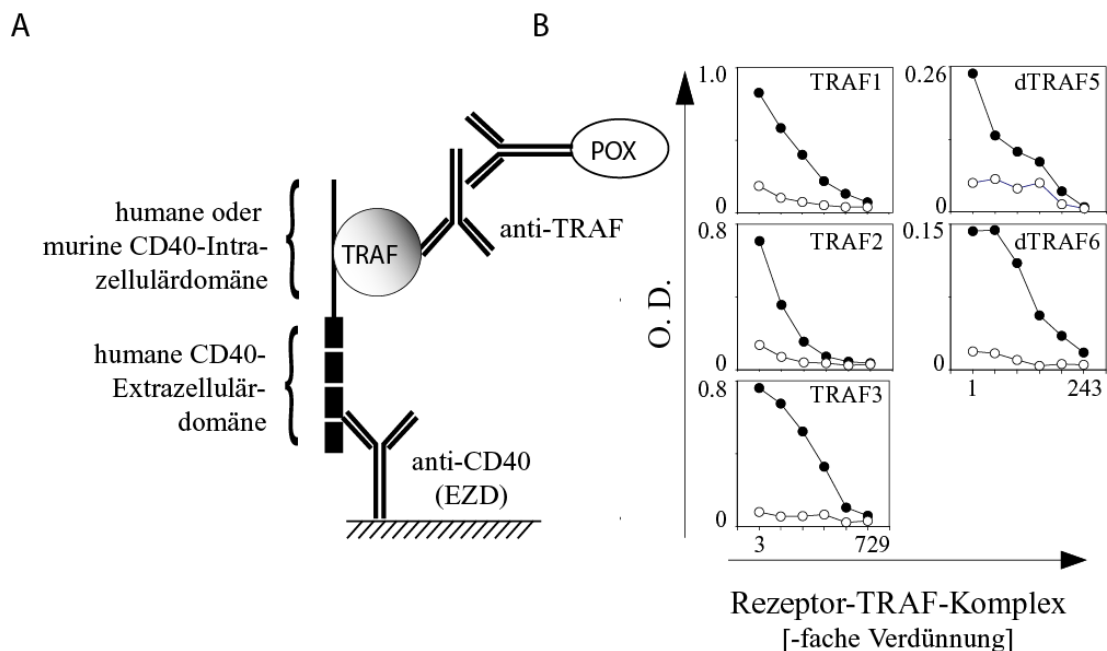 A
humane oder
murine CD40-Intra-
zellulärdomäne
humane CD40-
Extrazellulär-
domäne
TRAF
anti-TRAF
POX
anti-CD40
(EZD)
B
O. D.
1.0
0
TRAF1
0.8
0
TRAF2
0.8
0
TRAF3
3
729
0.26
0
dTRAF5
0.15
0
dTRAF6
1
243
Rezeptor-TRAF-Komplex
[-fache Verdünnung]